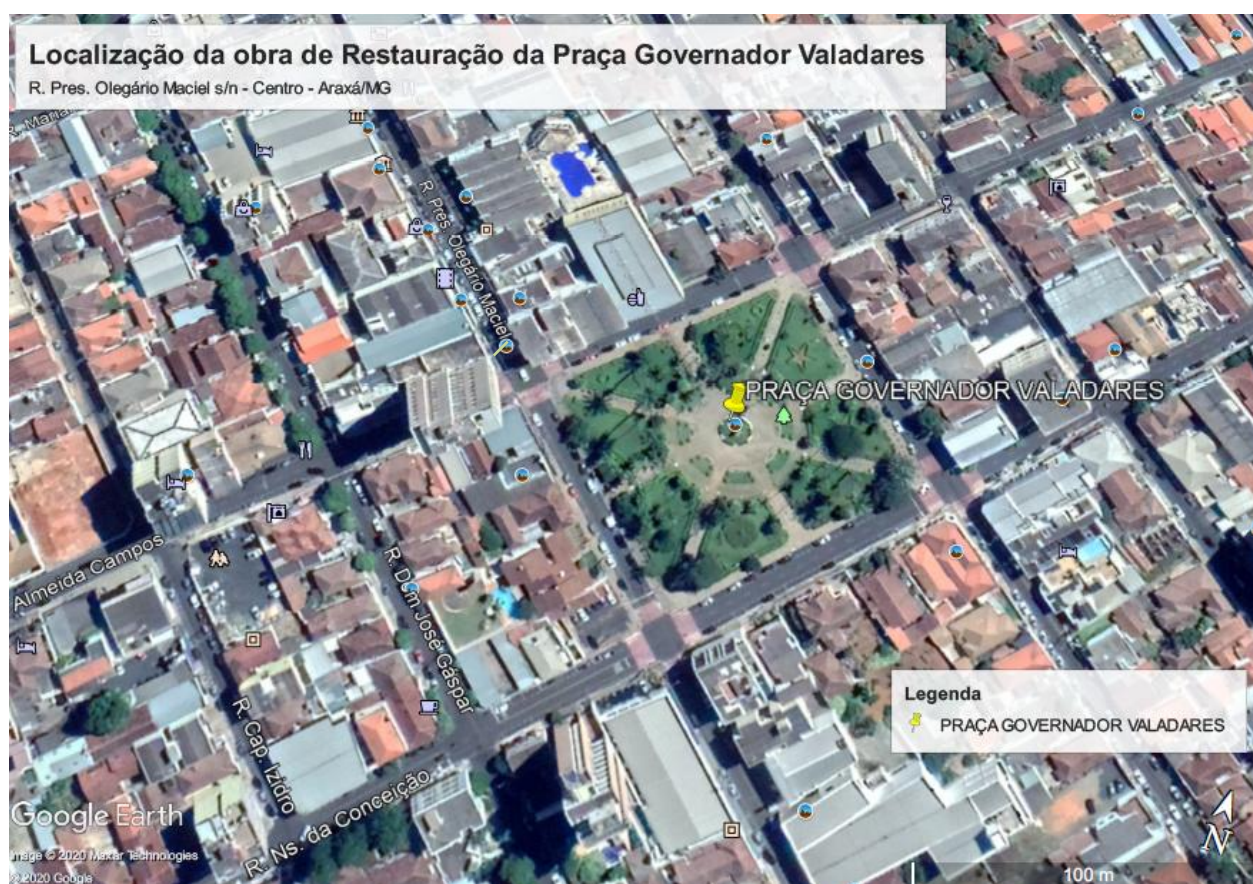 Localização da obra de Restauração da Praça Governador Valadares
R. Pres. Olegário Maciel s/n - Centro - Araxá/MG
R. Maria
R. Pres. Olegário Maciel
PRAÇA GOVERNADOR VALADARES
Almeida Campos
R. Dom José Gáspar
R. Cap. Izidro
R. Ns. da Conceição
Legenda
PRAÇA GOVERNADOR VALADARES
Google Earth
Image © 2020 Maxar Technologies
© 2020 Google
N
100 m